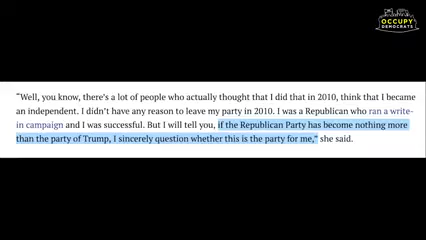 OCCUPY
DEMOCRATS
“Well, you know, there’s a lot of people who actually thought that I did that in 2010, think that I became
an independent. I didn’t have any reason to leave my party in 2010. I was a Republican who ran a write-
in campaign and I was successful. But I will tell you, if the Republican Party has become nothing more
than the party of Trump, I sincerely question whether this is the party for me,” she said.